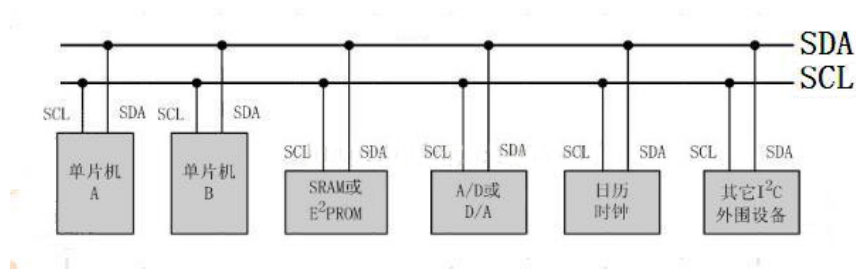 SDA
SCL
SCL SDA SCL SDA
单片机
A
单片机
B
SCL SDA SCL SDA SCL SDA SCL SDA
SRAM或
E²PROM
A/D或
D/A
日历
时钟
其它I²C
外围设备